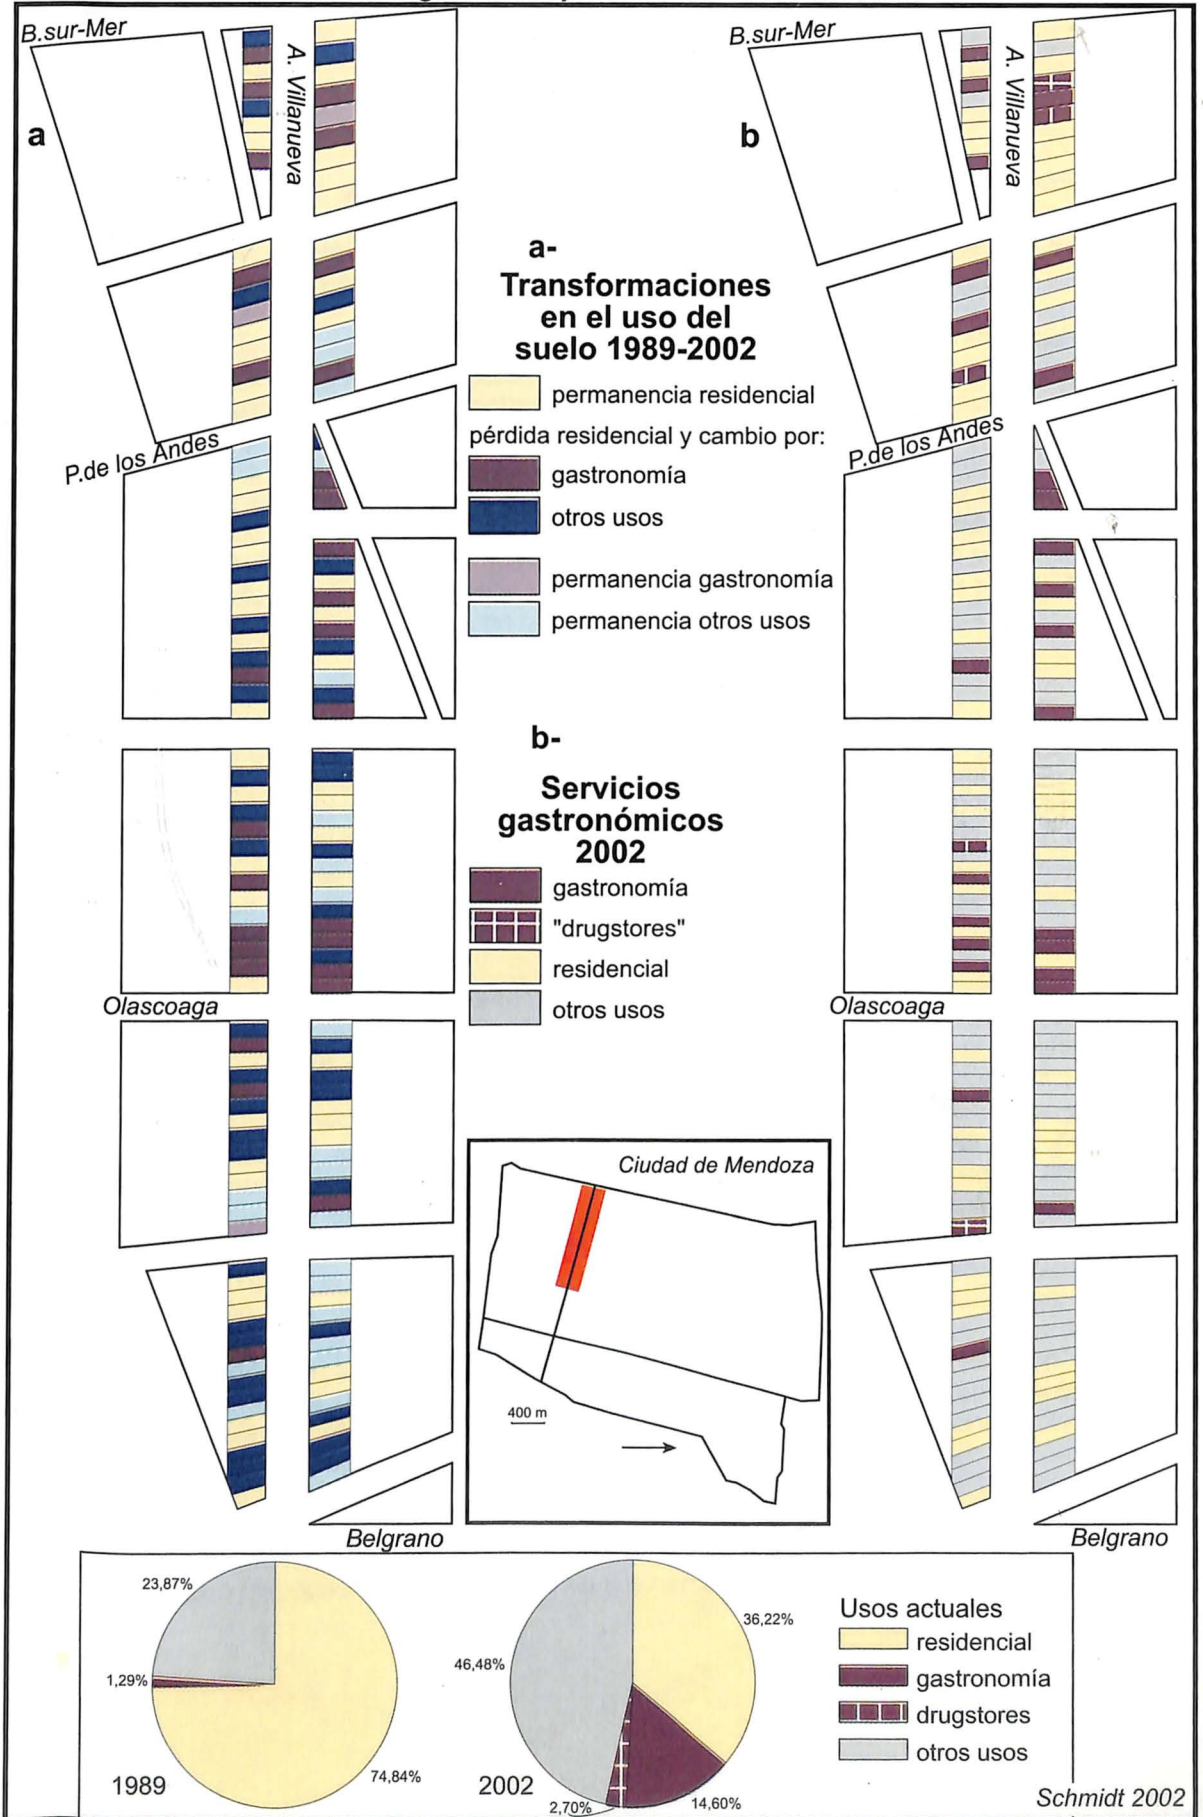 B.sur-Mer
A. Villanueva
a
a-
Transformaciones
en el uso del
suelo 1989-2002
permanencia residencial
pérdida residencial y cambio por:
gastronomía
otros usos
permanencia gastronomía
permanencia otros usos
P.de los Andes
Olascoaga
Belgrano
B.sur-Mer
A. Villanueva
b
b-
Servicios
gastronómicos
2002
gastronomía
"drugstores"
residencial
otros usos
P.de los Andes
Olascoaga
Belgrano
Ciudad de Mendoza
400 m
23,87%
1,29%
74,84%
1989
36,22%
46,48%
2,70%
14,60%
2002
Usos actuales
residencial
gastronomía
drugstores
otros usos
Schmidt 2002